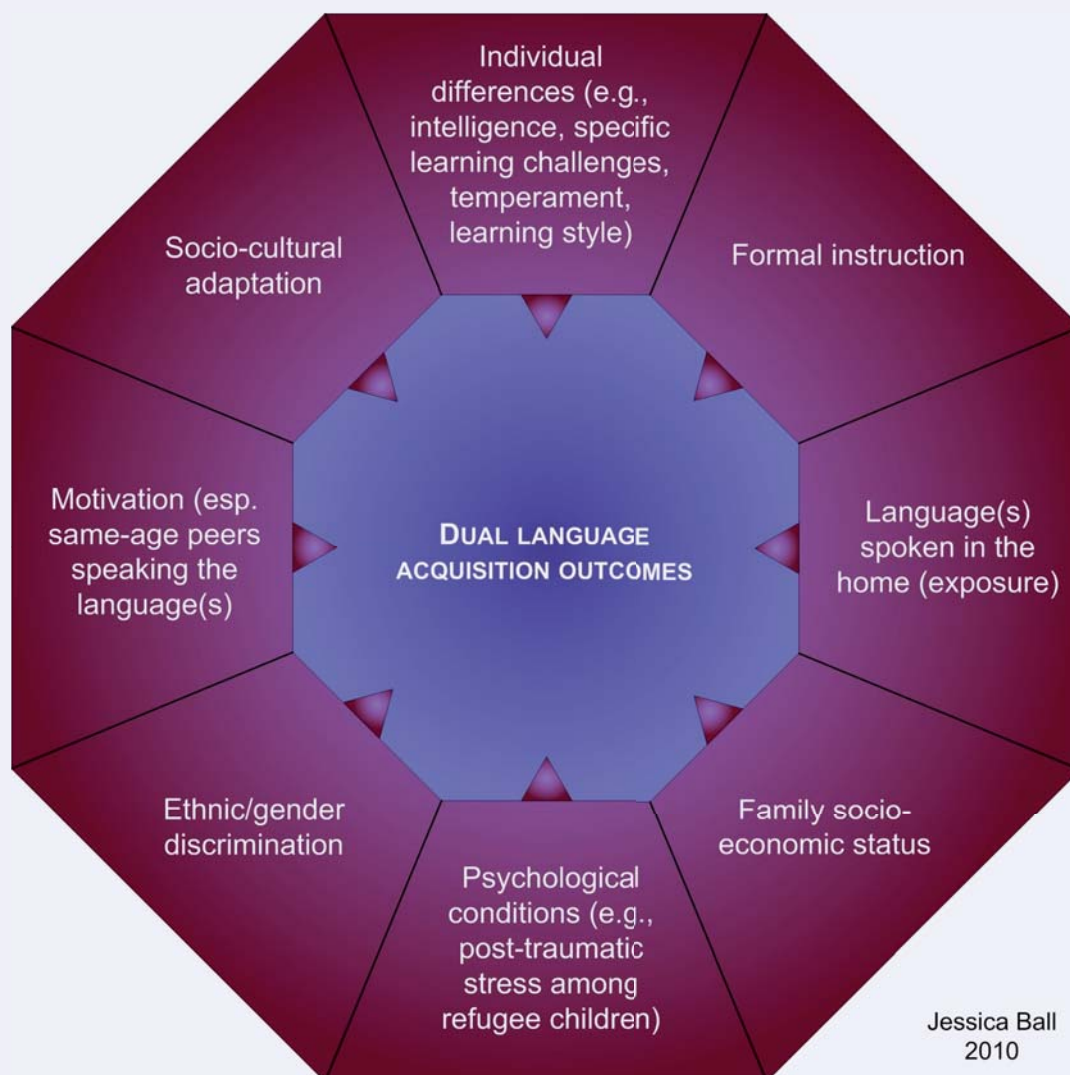 Individual
differences (e.g.,
intelligence, specific
learning challenges,
temperament,
learning style)
Formal instruction
Language(s)
spoken in the
home (exposure)
Family socio-
economic status
Psychological
conditions (e.g.,
post-traumatic
stress among
refugee children)
Ethnic/gender
discrimination
Motivation (esp.
same-age peers
speaking the
language(s)
Socio-cultural
adaptation
DUAL LANGUAGE
ACQUISITION OUTCOMES
Jessica Ball
2010